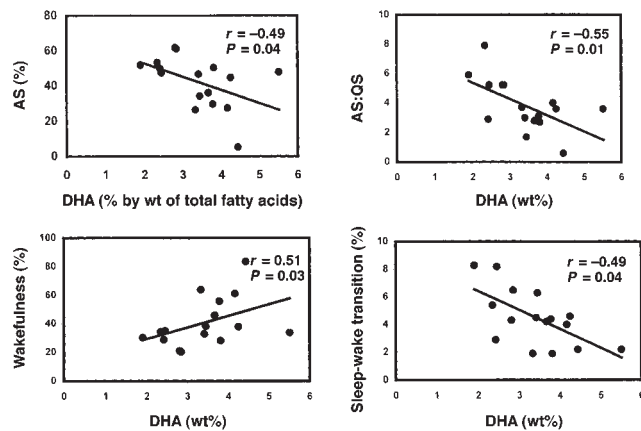 80
60
40
20
0
AS (%)
r = –0.49
P = 0.04
0 1 2 3 4 5 6
DHA (% by wt of total fatty acids)
10
8
6
4
2
0
AS:QS
r = –0.55
P = 0.01
0 1 2 3 4 5 6
DHA (wt%)
100
80
60
40
20
0
Wakefulness (%)
r = 0.51
P = 0.03
0 1 2 3 4 5 6
DHA (wt%)
10
8
6
4
2
0
Sleep-wake transition (%)
r = –0.49
P = 0.04
0 1 2 3 4 5 6
DHA (wt%)